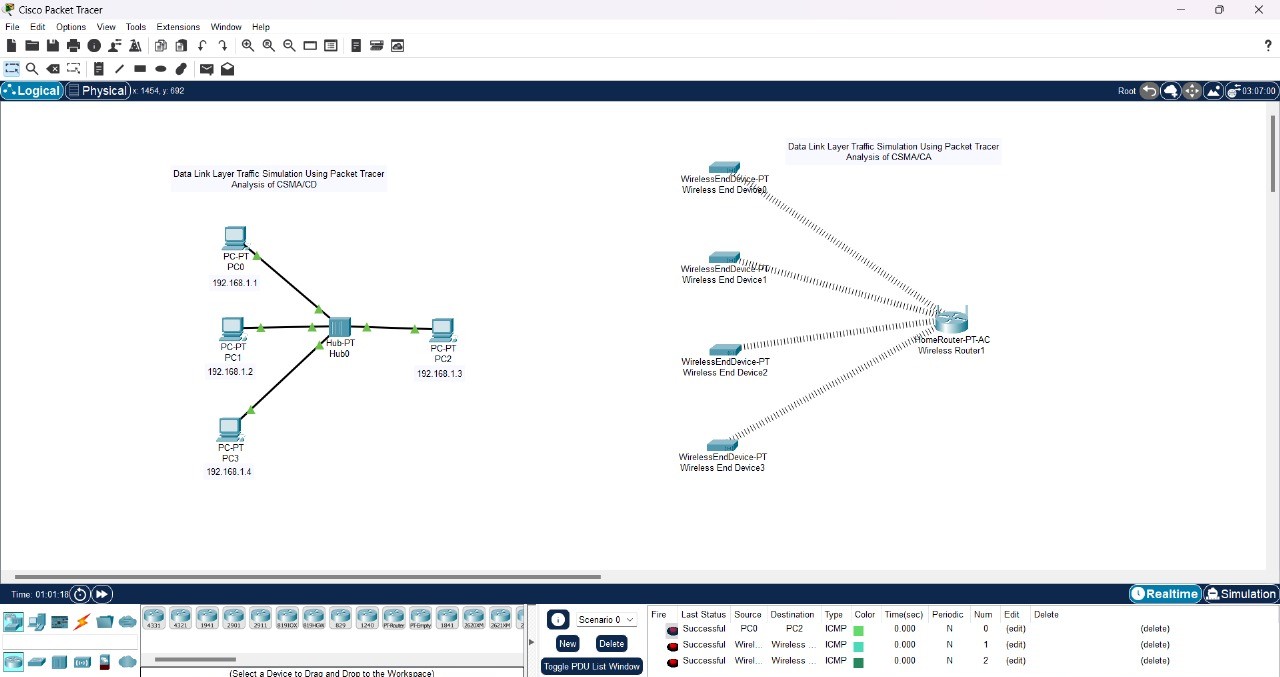 Cisco Packet Tracer
File Edit Options View Tools Extensions Window Help
?
Logical Physical x: 1454, y: 692 Root 03:07:00
Data Link Layer Traffic Simulation Using Packet Tracer
Analysis of CSMA/CD
PC-PT
PC0
192.168.1.1
PC-PT
PC1
192.168.1.2
Hub-PT
Hub0
PC-PT
PC2
192.168.1.3
PC-PT
PC3
192.168.1.4
Data Link Layer Traffic Simulation Using Packet Tracer
Analysis of CSMA/CA
WirelessEndDevice-PT
Wireless End Device0
WirelessEndDevice-PT
Wireless End Device1
WirelessEndDevice-PT
Wireless End Device2
WirelessEndDevice-PT
Wireless End Device3
HomeRouter-PT-AC
Wireless Router1
Time: 01:01:18 Realtime Simulation
4331 4321 1941 2901 2911 819IOX 819HGW 829 1240 PT-Router PT-Empty 1841 2620XM 2621XM
(Select a Device to Drag and Drop to the Workspace)
Scenario 0
New Delete
Toggle PDU List Window
Fire Last Status Source Destination Type Color Time(sec) Periodic Num Edit Delete
Successful PC0 PC2 ICMP 0.000 N 0 (edit) (delete)
Successful Wirel... Wireless ... ICMP 0.000 N 1 (edit) (delete)
Successful Wirel... Wireless ... ICMP 0.000 N 2 (edit) (delete)